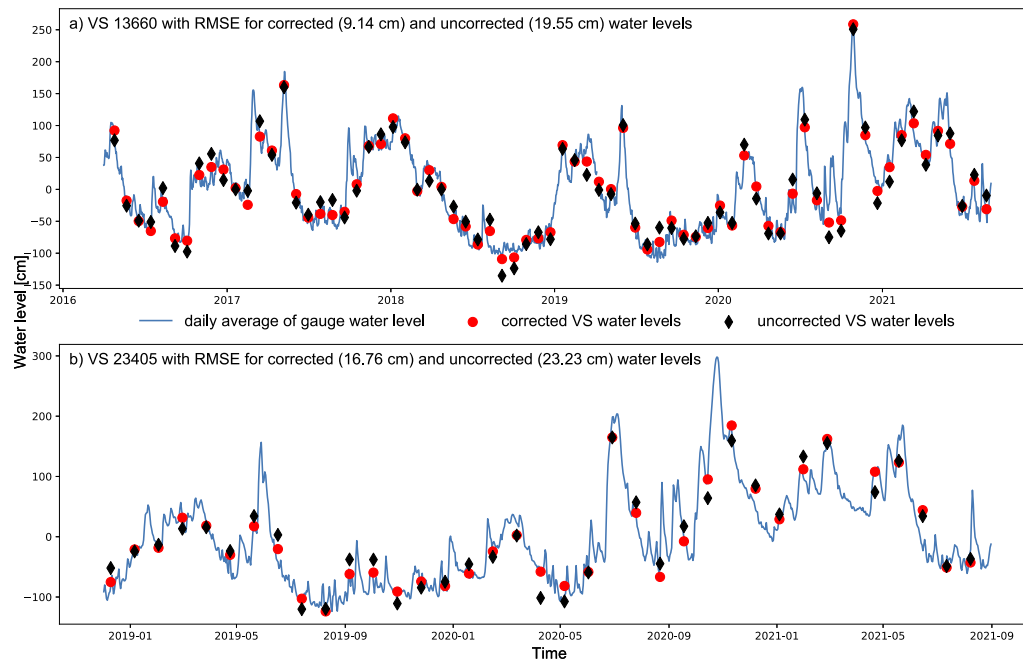 a) VS 13660 with RMSE for corrected (9.14 cm) and uncorrected (19.55 cm) water levels
250
200
150
100
50
0
−50
−100
−150
2016 2017 2018 2019 2020 2021
Water level [cm]
daily average of gauge water level corrected VS water levels uncorrected VS water levels
b) VS 23405 with RMSE for corrected (16.76 cm) and uncorrected (23.23 cm) water levels
300
200
100
0
−100
2019-01 2019-05 2019-09 2020-01 2020-05 2020-09 2021-01 2021-05 2021-09
Time